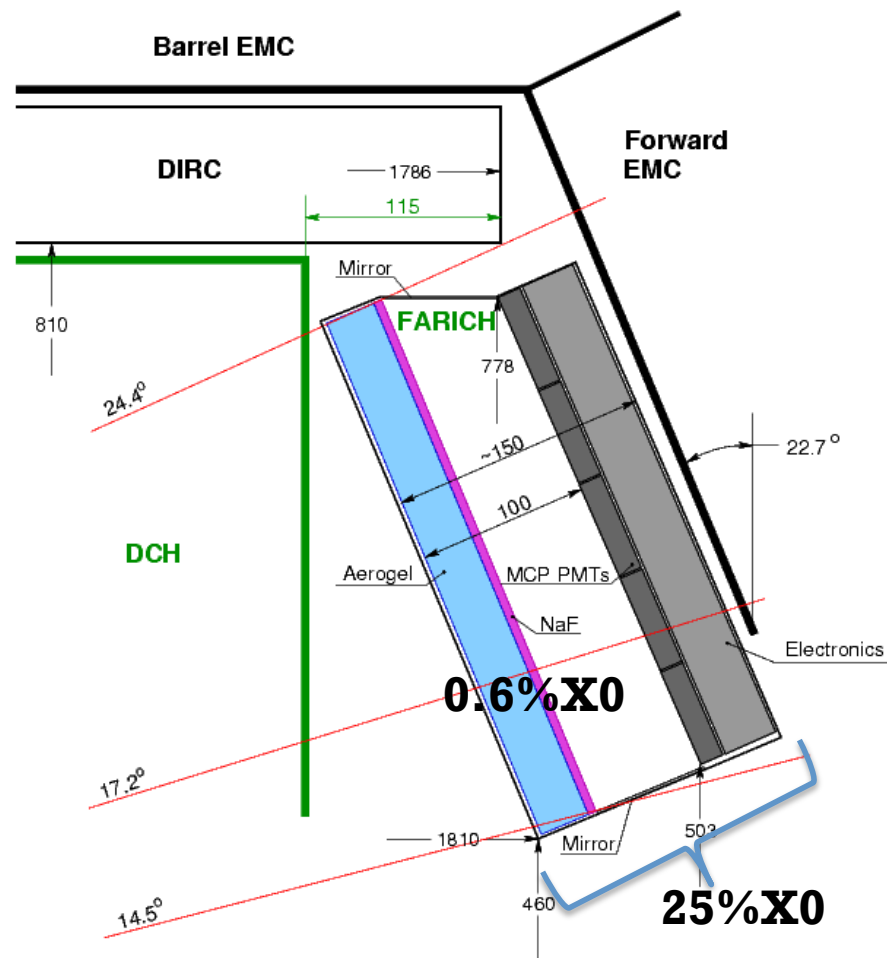 Barrel EMC
Forward
EMC
DIRC
1786
115
Mirror
FARICH
810
778
24.4°
22.7°
~150
100
DCH
Aerogel
MCP PMTs
NaF
Electronics
0.6%X0
17.2°
1810
Mirror
503
14.5°
460
25%X0